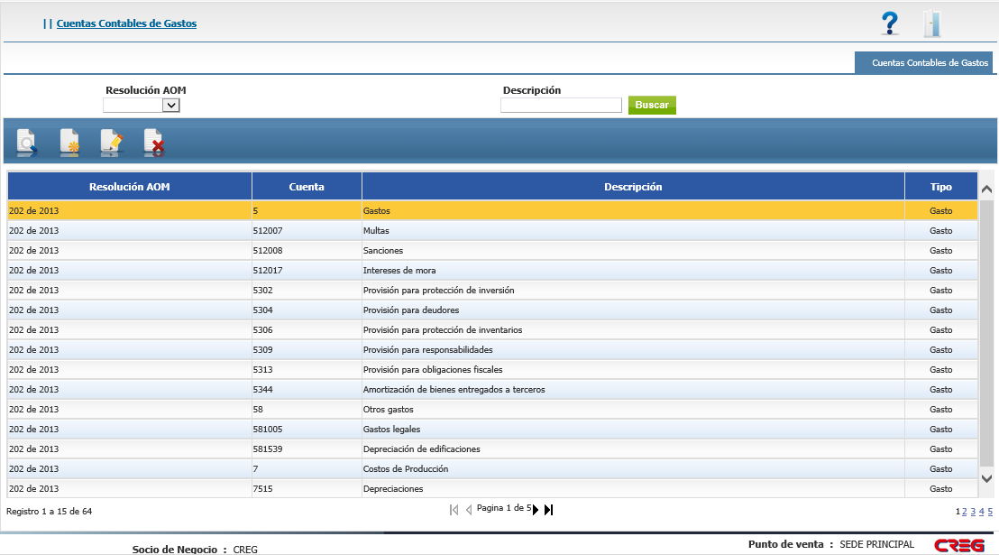 || Cuentas Contables de Gastos
Cuentas Contables de Gastos
Resolución AOM Descripción
Buscar
Resolución AOM Cuenta Descripción Tipo
202 de 2013 5 Gastos Gasto
202 de 2013 512007 Multas Gasto
202 de 2013 512008 Sanciones Gasto
202 de 2013 512017 Intereses de mora Gasto
202 de 2013 5302 Provisión para protección de inversión Gasto
202 de 2013 5304 Provisión para deudores Gasto
202 de 2013 5306 Provisión para protección de inventarios Gasto
202 de 2013 5309 Provisión para responsabilidades Gasto
202 de 2013 5313 Provisión para obligaciones fiscales Gasto
202 de 2013 5344 Amortización de bienes entregados a terceros Gasto
202 de 2013 58 Otros gastos Gasto
202 de 2013 581005 Gastos legales Gasto
202 de 2013 581539 Depreciación de edificaciones Gasto
202 de 2013 7 Costos de Producción Gasto
202 de 2013 7515 Depreciaciones Gasto
Registro 1 a 15 de 64 Pagina 1 de 5 1 2 3 4 5
Socio de Negocio : CREG Punto de venta : SEDE PRINCIPAL CREG